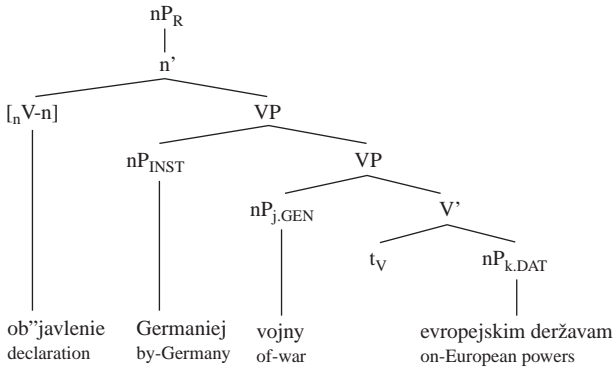 nP_R
n'
[_nV-n] VP
nP_INST VP
nP_j.GEN V'
t_V nP_k.DAT
ob”javlenie Germaniej vojny evropejskim deržavam
declaration by-Germany of-war on-European powers